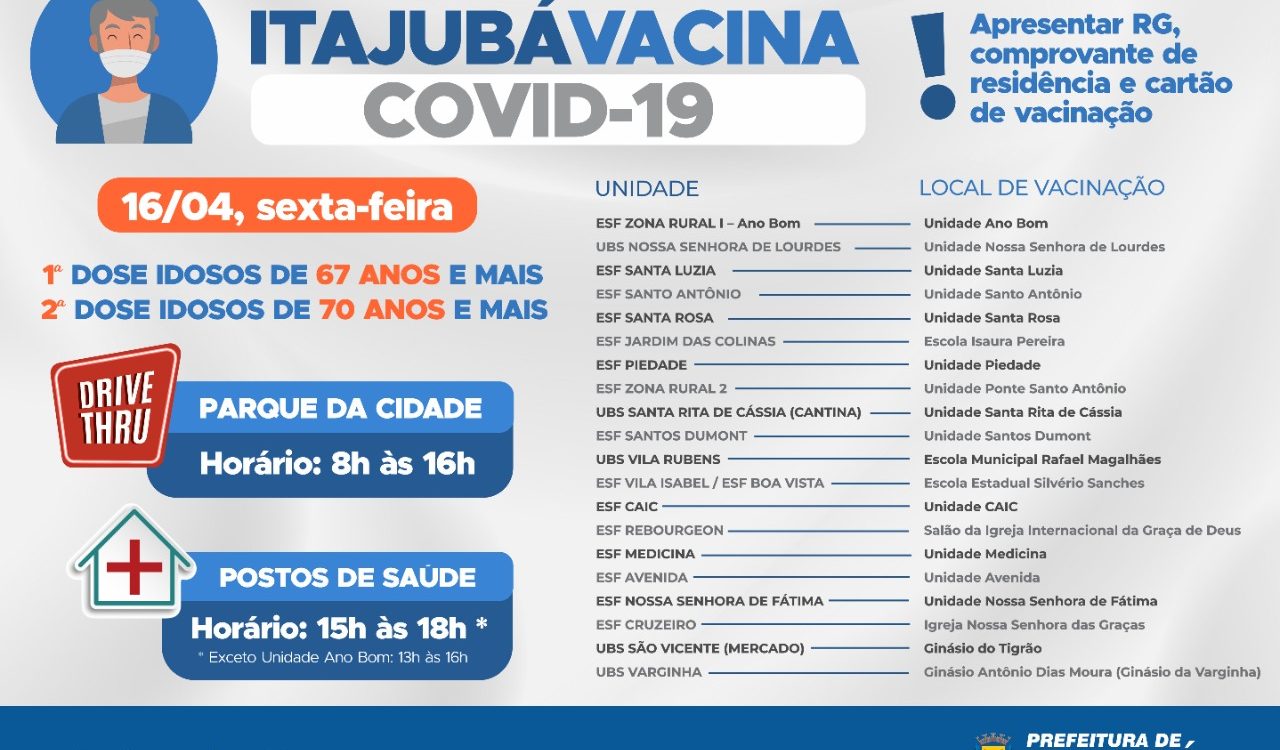 ITAJUBÁVACINA
COVID-19
! Apresentar RG,
comprovante de
residência e cartão
de vacinação
16/04, sexta-feira
1ª DOSE IDOSOS DE 67 ANOS E MAIS
2ª DOSE IDOSOS DE 70 ANOS E MAIS
DRIVE
THRU
PARQUE DA CIDADE
Horário: 8h às 16h
POSTOS DE SAÚDE
Horário: 15h às 18h *
* Exceto Unidade Ano Bom: 13h às 16h
UNIDADE LOCAL DE VACINAÇÃO
ESF ZONA RURAL I – Ano Bom Unidade Ano Bom
UBS NOSSA SENHORA DE LOURDES Unidade Nossa Senhora de Lourdes
ESF SANTA LUZIA Unidade Santa Luzia
ESF SANTO ANTÔNIO Unidade Santo Antônio
ESF SANTA ROSA Unidade Santa Rosa
ESF JARDIM DAS COLINAS Escola Isaura Pereira
ESF PIEDADE Unidade Piedade
ESF ZONA RURAL 2 Unidade Ponte Santo Antônio
UBS SANTA RITA DE CÁSSIA (CANTINA) Unidade Santa Rita de Cássia
ESF SANTOS DUMONT Unidade Santos Dumont
UBS VILA RUBENS Escola Municipal Rafael Magalhães
ESF VILA ISABEL / ESF BOA VISTA Escola Estadual Silvério Sanches
ESF CAIC Unidade CAIC
ESF REBOURGEON Salão da Igreja Internacional da Graça de Deus
ESF MEDICINA Unidade Medicina
ESF AVENIDA Unidade Avenida
ESF NOSSA SENHORA DE FÁTIMA Unidade Nossa Senhora de Fátima
ESF CRUZEIRO Igreja Nossa Senhora das Graças
UBS SÃO VICENTE (MERCADO) Ginásio do Tigrão
UBS VARGINHA Ginásio Antônio Dias Moura (Ginásio da Varginha)
PREFEITURA DE